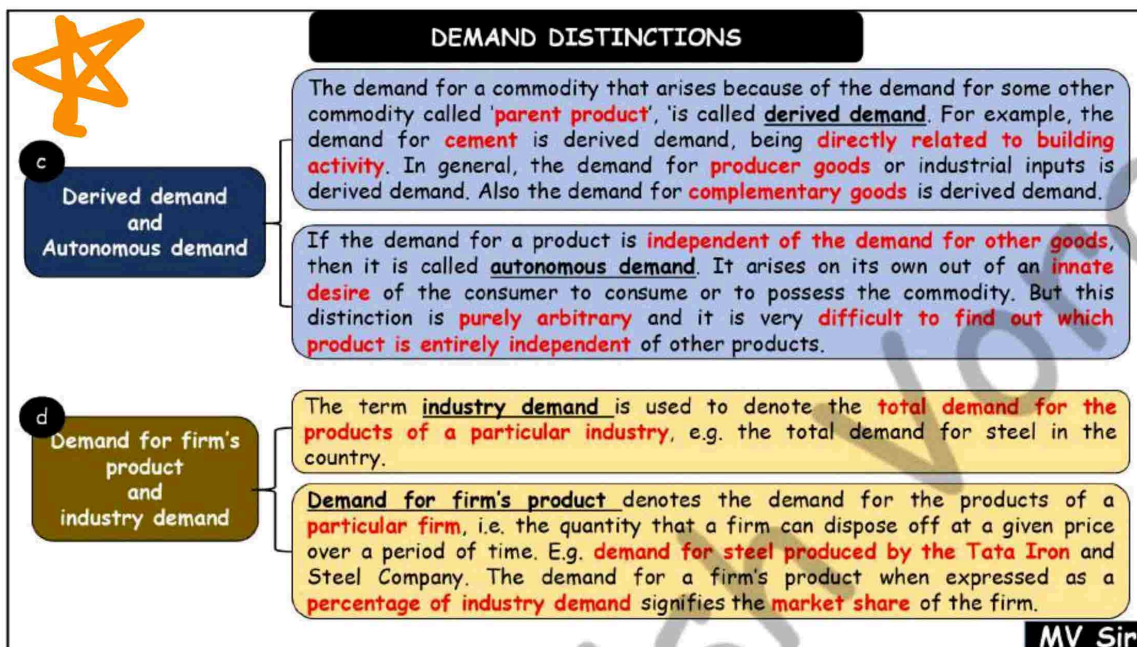 DEMAND DISTINCTIONS
c
Derived demand
and
Autonomous demand
The demand for a commodity that arises because of the demand for some other
commodity called 'parent product', 'is called derived demand. For example, the
demand for cement is derived demand, being directly related to building
activity. In general, the demand for producer goods or industrial inputs is
derived demand. Also the demand for complementary goods is derived demand.
If the demand for a product is independent of the demand for other goods,
then it is called autonomous demand. It arises on its own out of an innate
desire of the consumer to consume or to possess the commodity. But this
distinction is purely arbitrary and it is very difficult to find out which
product is entirely independent of other products.
d
Demand for firm's
product
and
industry demand
The term industry demand is used to denote the total demand for the
products of a particular industry, e.g. the total demand for steel in the
country.
Demand for firm's product denotes the demand for the products of a
particular firm, i.e. the quantity that a firm can dispose off at a given price
over a period of time. E.g. demand for steel produced by the Tata Iron and
Steel Company. The demand for a firm's product when expressed as a
percentage of industry demand signifies the market share of the firm.
MV Sir